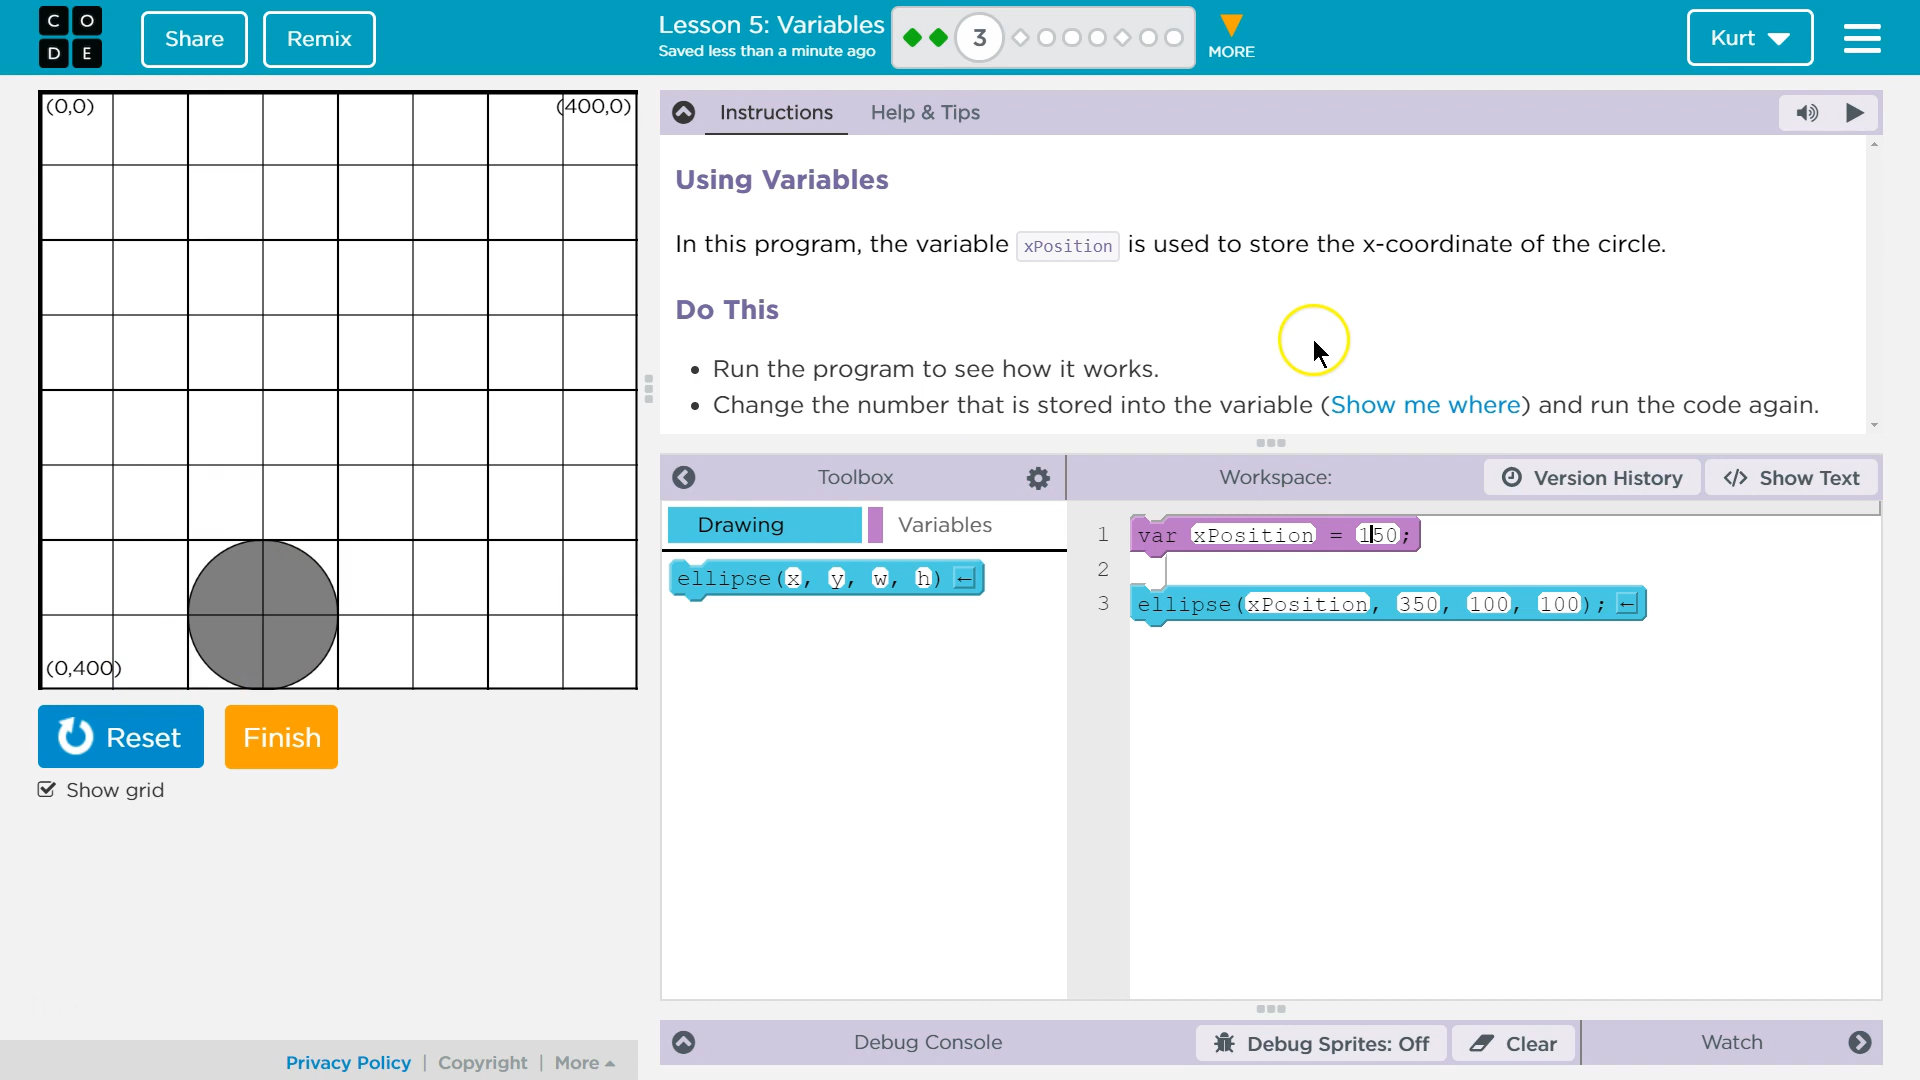 CODE
Share
Remix
Lesson 5: Variables
Saved less than a minute ago
3
MORE
Kurt
(0,0)
(400,0)
(0,400)
Reset
Finish
Show grid
Instructions
Help & Tips
Using Variables
In this program, the variable xPosition is used to store the x-coordinate of the circle.
Do This
Run the program to see how it works.
Change the number that is stored into the variable (Show me where) and run the code again.
Toolbox
Workspace:
Version History
</> Show Text
Drawing
Variables
ellipse(x, y, w, h) ←
1 var xPosition = 150;
2
3 ellipse(xPosition, 350, 100, 100); ←
Debug Console
Debug Sprites: Off
Clear
Watch
Privacy Policy | Copyright | More